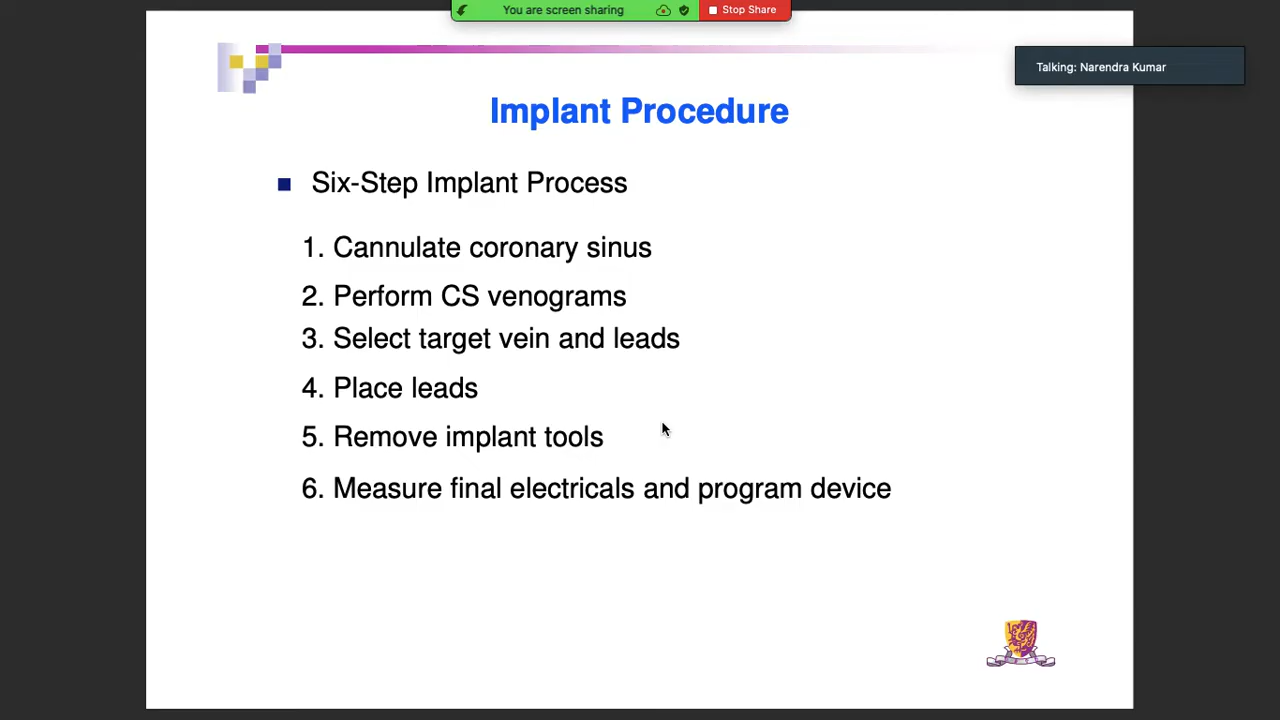 You are screen sharing
Stop Share
Talking: Narendra Kumar
Implant Procedure
Six-Step Implant Process
1. Cannulate coronary sinus
2. Perform CS venograms
3. Select target vein and leads
4. Place leads
5. Remove implant tools
6. Measure final electricals and program device